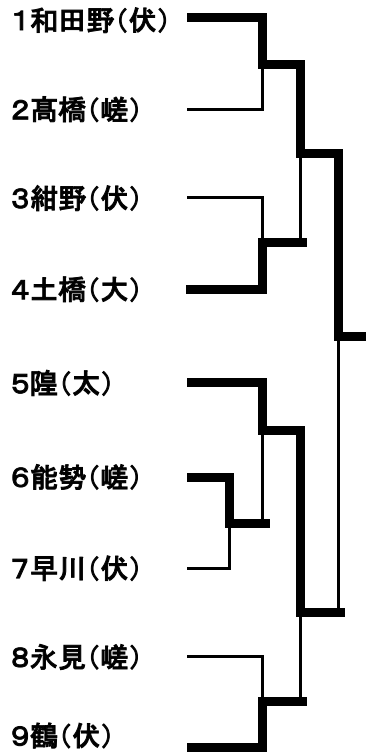 1和田野(伏)
2髙橋(嵯)
3紺野(伏)
4土橋(大)
5隍(太)
6能勢(嵯)
7早川(伏)
8永見(嵯)
9鶴(伏)